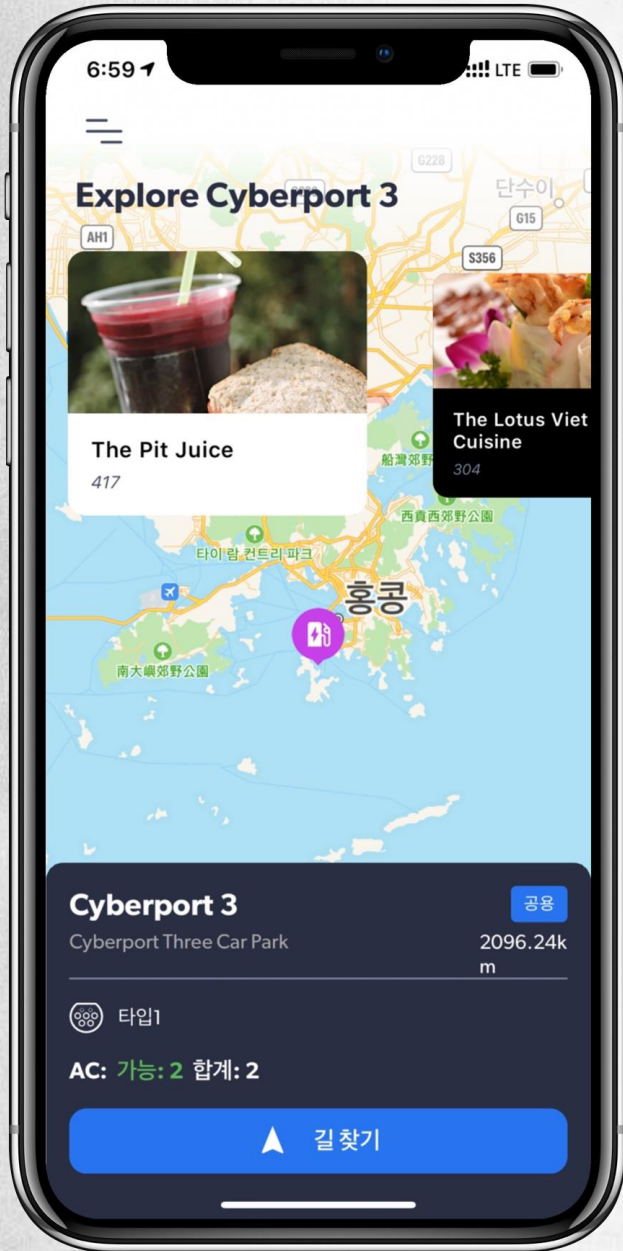 6:59
LTE
G228
Explore Cyberport 3
단수이
G15
AH1
S356
The Pit Juice
417
The Lotus Viet
Cuisine
304
船灣郊野
西貢西郊野公園
타이 람 컨트리 파크
홍콩
南大嶼郊野公園
Cyberport 3
공용
Cyberport Three Car Park
2096.24k
m
타입1
AC: 가능: 2 합계: 2
길 찾기